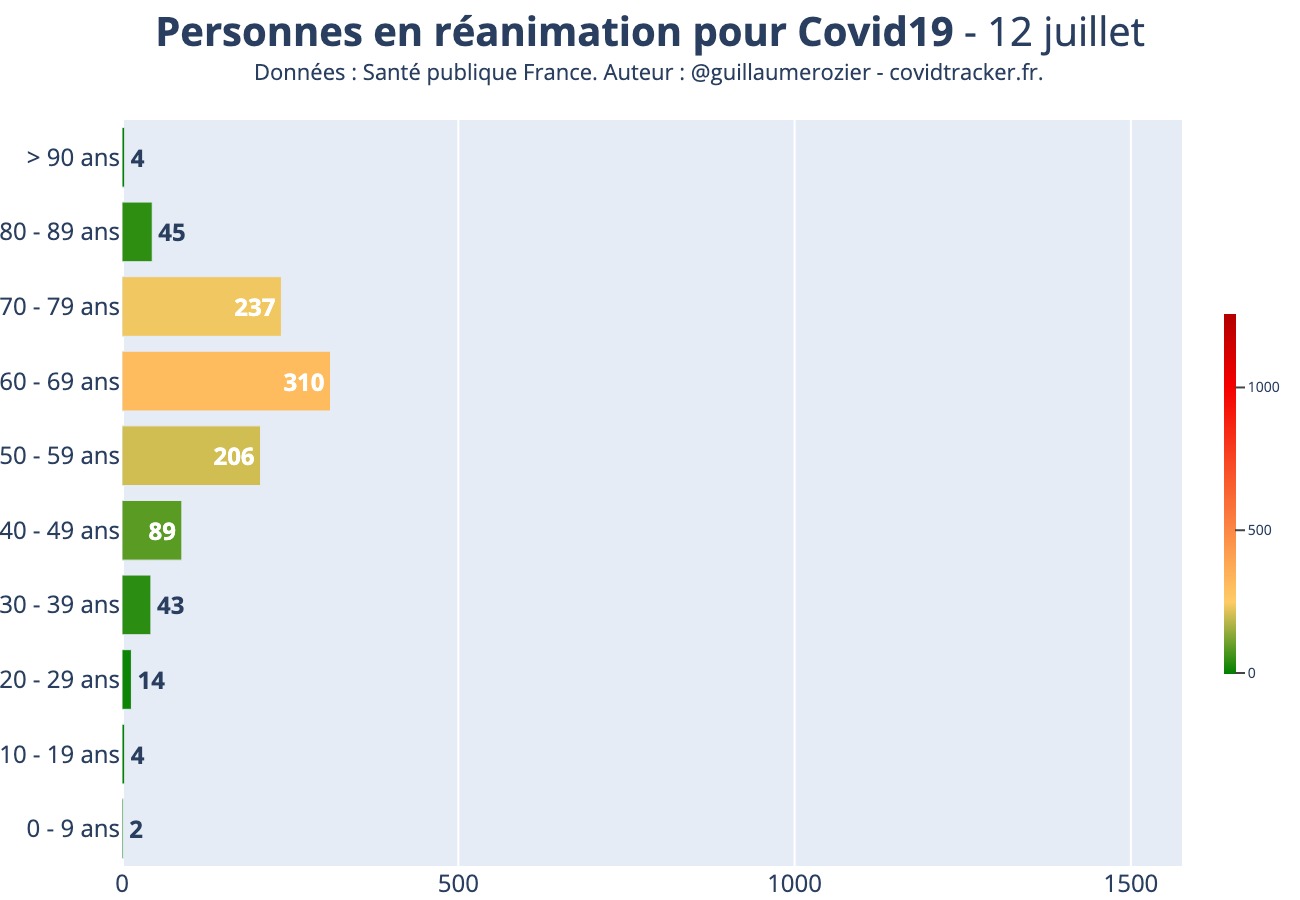 Personnes en réanimation pour Covid19 - 12 juillet
Données : Santé publique France. Auteur : @guillaumerozier - covidtracker.fr.
> 90 ans 4
80 - 89 ans 45
70 - 79 ans 237
60 - 69 ans 310
50 - 59 ans 206
40 - 49 ans 89
30 - 39 ans 43
20 - 29 ans 14
10 - 19 ans 4
0 - 9 ans 2
0 500 1000 1500
1000
500
0